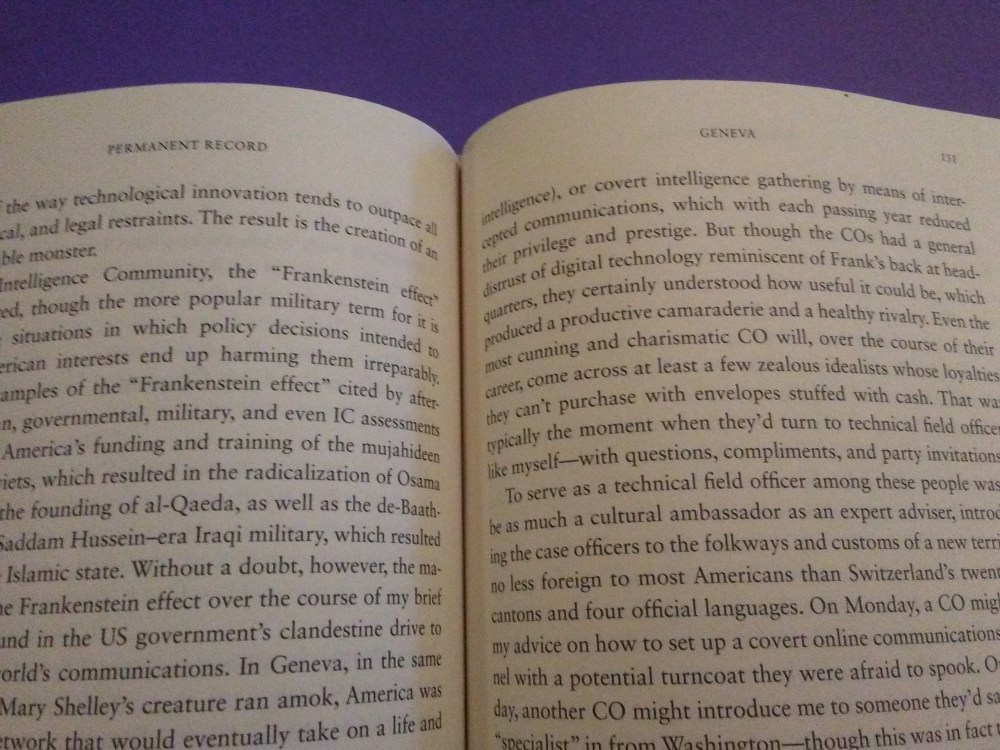 PERMANENT RECORD
the way technological innovation tends to outpace all
cal, and legal restraints. The result is the creation of an
ble monster.
Intelligence Community, the “Frankenstein effect”
ed, though the more popular military term for it is
situations in which policy decisions intended to
erican interests end up harming them irreparably.
amples of the “Frankenstein effect” cited by after-
n, governmental, military, and even IC assessments
America’s funding and training of the mujahideen
iets, which resulted in the radicalization of Osama
the founding of al-Qaeda, as well as the de-Baath-
Saddam Hussein–era Iraqi military, which resulted
Islamic state. Without a doubt, however, the ma-
e Frankenstein effect over the course of my brief
und in the US government’s clandestine drive to
orld’s communications. In Geneva, in the same
Mary Shelley’s creature ran amok, America was
etwork that would eventually take on a life and
GENEVA
151
intelligence), or covert intelligence gathering by means of inter-
cepted communications, which with each passing year reduced
their privilege and prestige. But though the COs had a general
distrust of digital technology reminiscent of Frank’s back at head-
quarters, they certainly understood how useful it could be, which
produced a productive camaraderie and a healthy rivalry. Even the
most cunning and charismatic CO will, over the course of their
career, come across at least a few zealous idealists whose loyalties
they can’t purchase with envelopes stuffed with cash. That was
typically the moment when they’d turn to technical field officer
like myself—with questions, compliments, and party invitations
To serve as a technical field officer among these people was
be as much a cultural ambassador as an expert adviser, introd
ing the case officers to the folkways and customs of a new terri
no less foreign to most Americans than Switzerland’s twent
cantons and four official languages. On Monday, a CO migh
my advice on how to set up a covert online communications
nel with a potential turncoat they were afraid to spook. O
day, another CO might introduce me to someone they’d sa
“specialist” in from Washington—though this was in fact